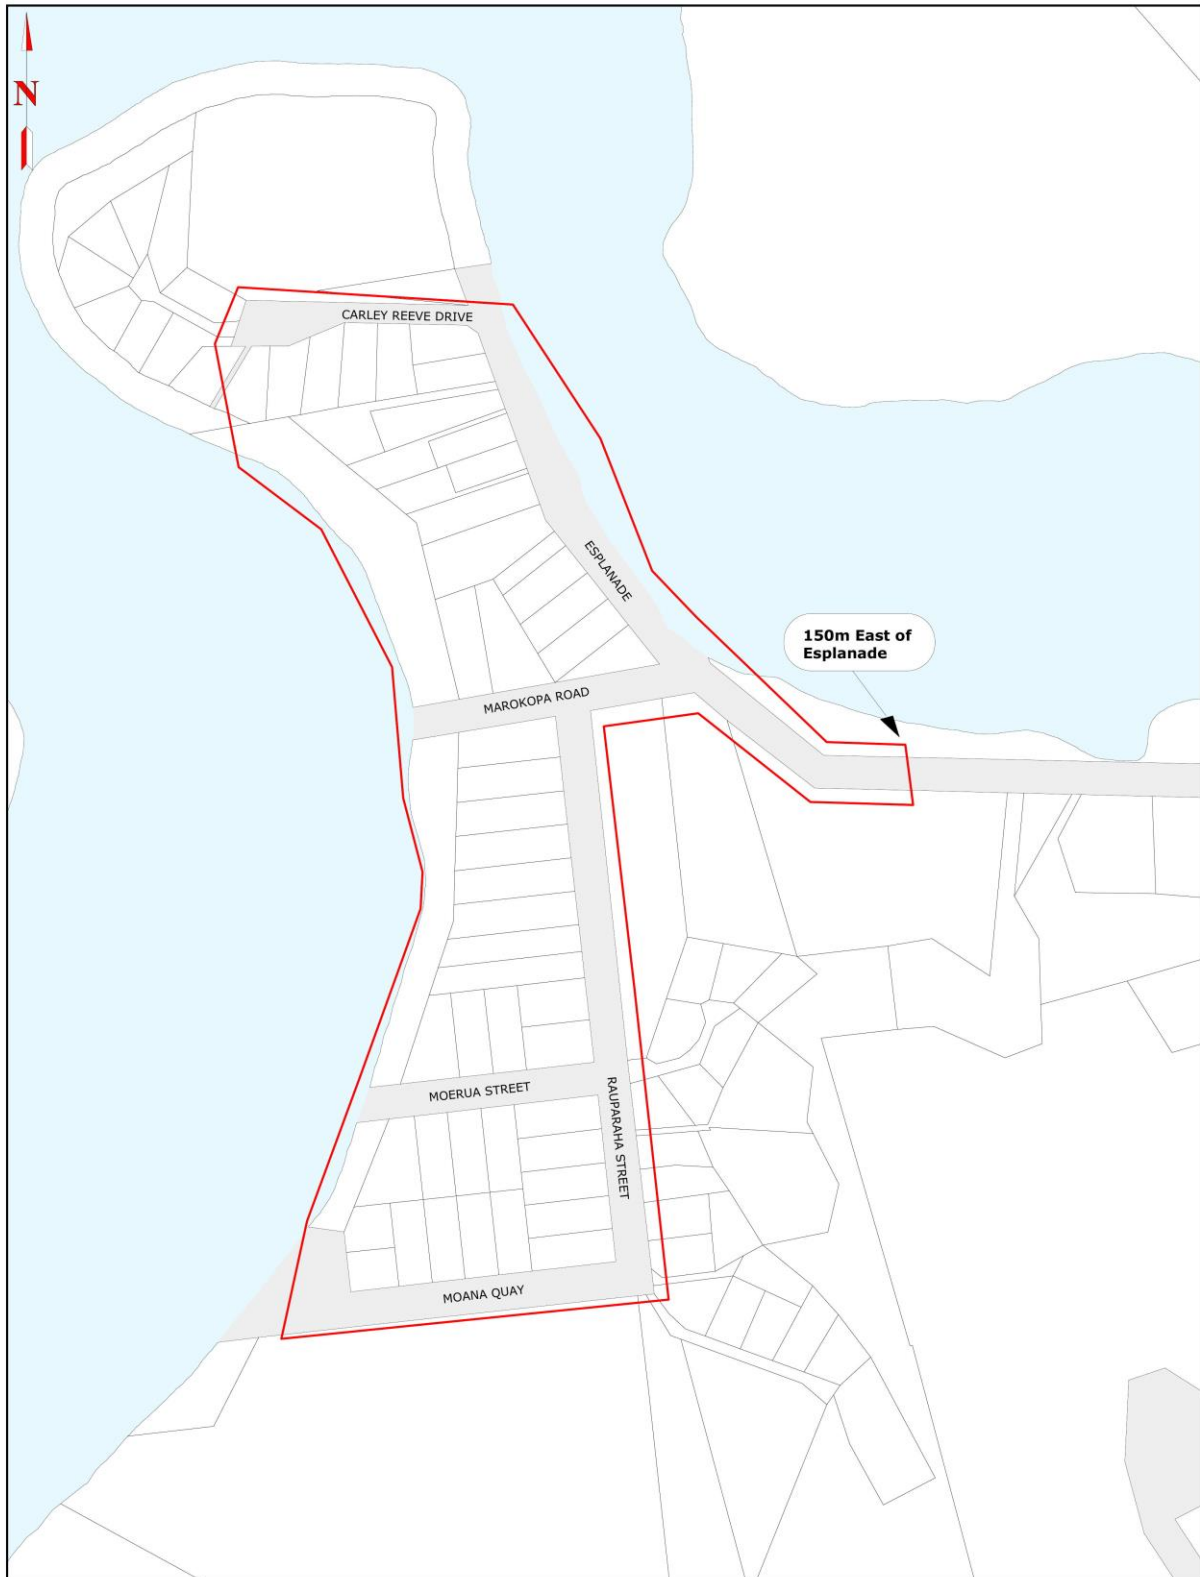 N
CARLEY REEVE DRIVE
ESPLANADE
150m East of
Esplanade
MAROKOPA ROAD
MOERUA STREET
RAUPARAHA STREET
MOANA QUAY